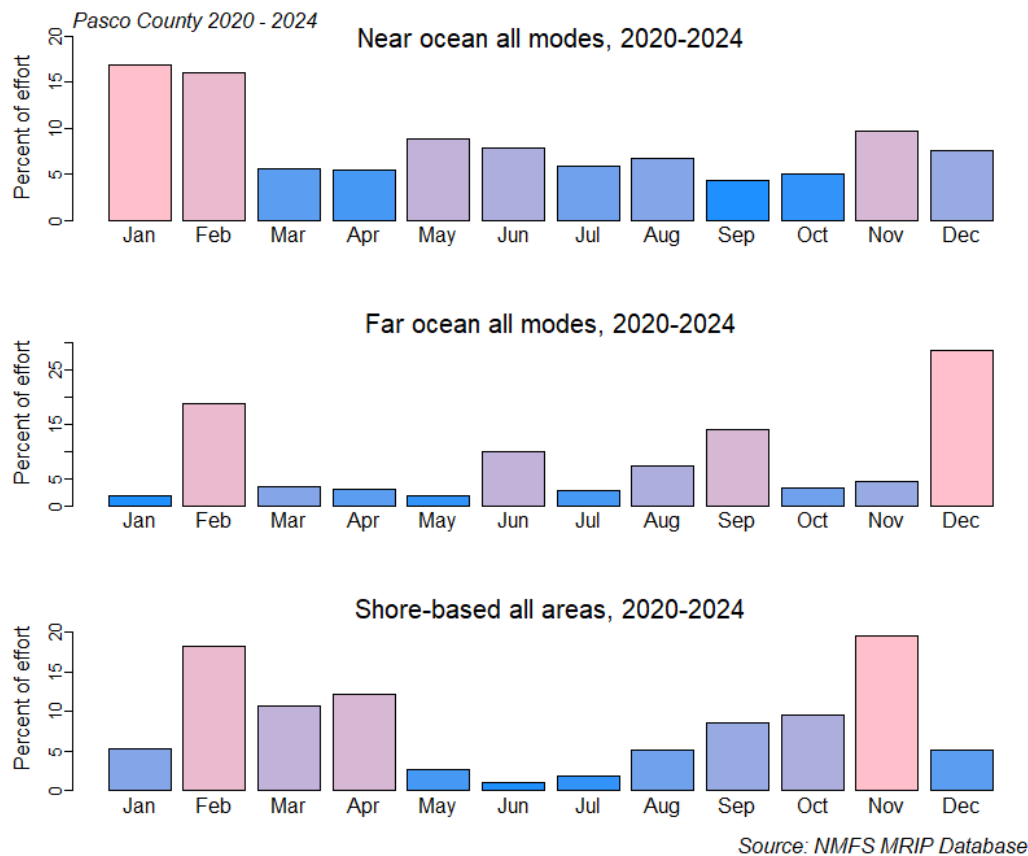 Pasco County 2020 - 2024
Near ocean all modes, 2020-2024
Percent of effort
20
15
10
5
0
Jan Feb Mar Apr May Jun Jul Aug Sep Oct Nov Dec
Far ocean all modes, 2020-2024
Percent of effort
25
15
5
0
Jan Feb Mar Apr May Jun Jul Aug Sep Oct Nov Dec
Shore-based all areas, 2020-2024
Percent of effort
20
15
10
5
0
Jan Feb Mar Apr May Jun Jul Aug Sep Oct Nov Dec
Source: NMFS MRIP Database